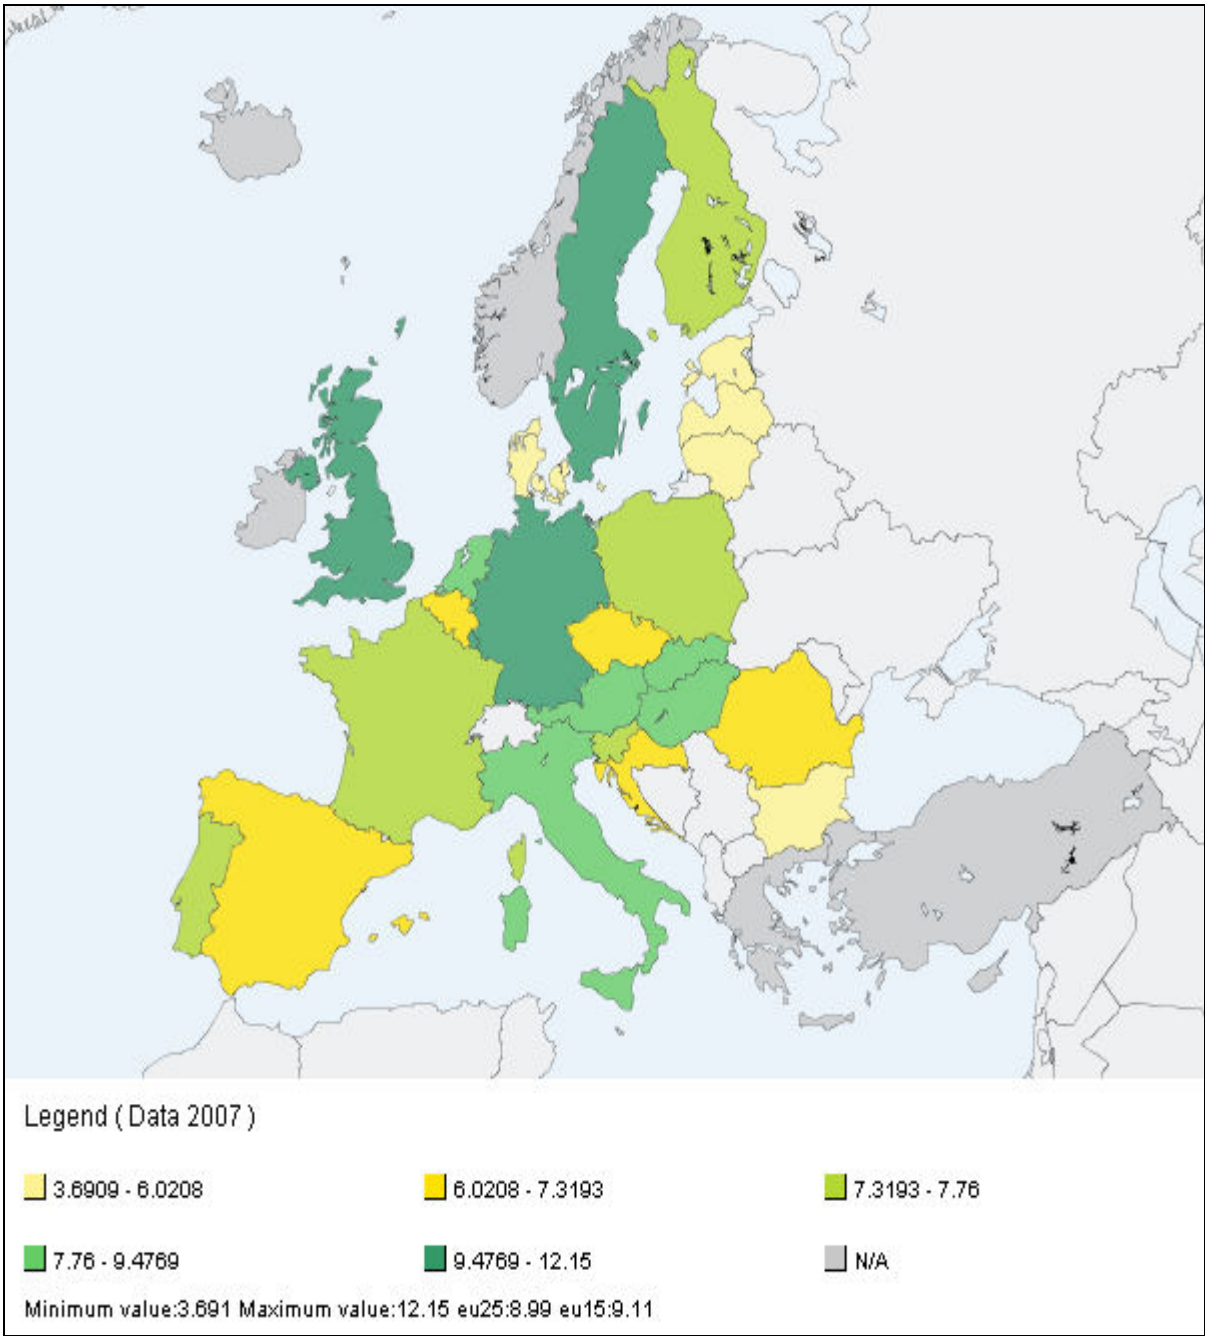 Legend ( Data 2007 )
3.6909 - 6.0208 6.0208 - 7.3193 7.3193 - 7.76
7.76 - 9.4769 9.4769 - 12.15 N/A
Minimum value:3.691 Maximum value:12.15 eu25:8.99 eu15:9.11